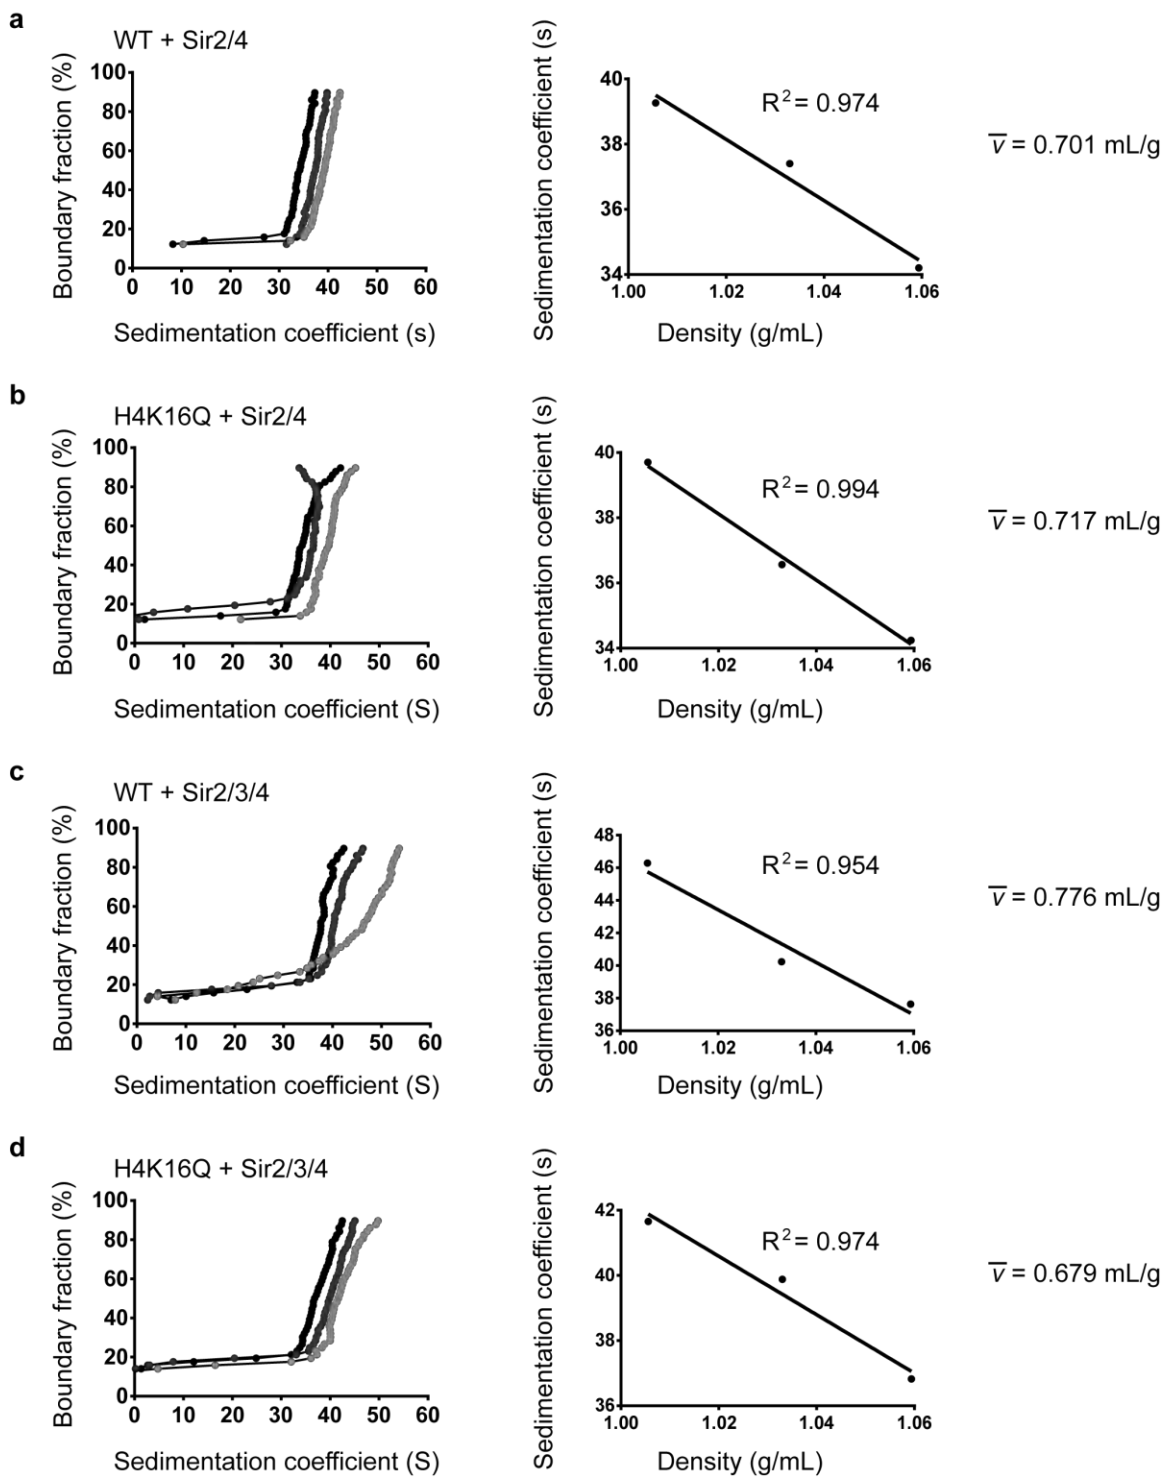 a
WT + Sir2/4
Boundary fraction (%)
100
80
60
40
20
0
0 10 20 30 40 50 60
Sedimentation coefficient (s)
Sedimentation coefficient (s)
40
38
36
34
1.00 1.02 1.04 1.06
Density (g/mL)
R² = 0.974
v̅ = 0.701 mL/g
b
H4K16Q + Sir2/4
Boundary fraction (%)
100
80
60
40
20
0
0 10 20 30 40 50 60
Sedimentation coefficient (S)
Sedimentation coefficient (s)
40
38
36
34
1.00 1.02 1.04 1.06
Density (g/mL)
R² = 0.994
v̅ = 0.717 mL/g
c
WT + Sir2/3/4
Boundary fraction (%)
100
80
60
40
20
0
0 10 20 30 40 50 60
Sedimentation coefficient (S)
Sedimentation coefficient (s)
48
46
44
42
40
38
36
1.00 1.02 1.04 1.06
Density (g/mL)
R² = 0.954
v̅ = 0.776 mL/g
d
H4K16Q + Sir2/3/4
Boundary fraction (%)
100
80
60
40
20
0
0 10 20 30 40 50 60
Sedimentation coefficient (S)
Sedimentation coefficient (s)
42
40
38
36
1.00 1.02 1.04 1.06
Density (g/mL)
R² = 0.974
v̅ = 0.679 mL/g